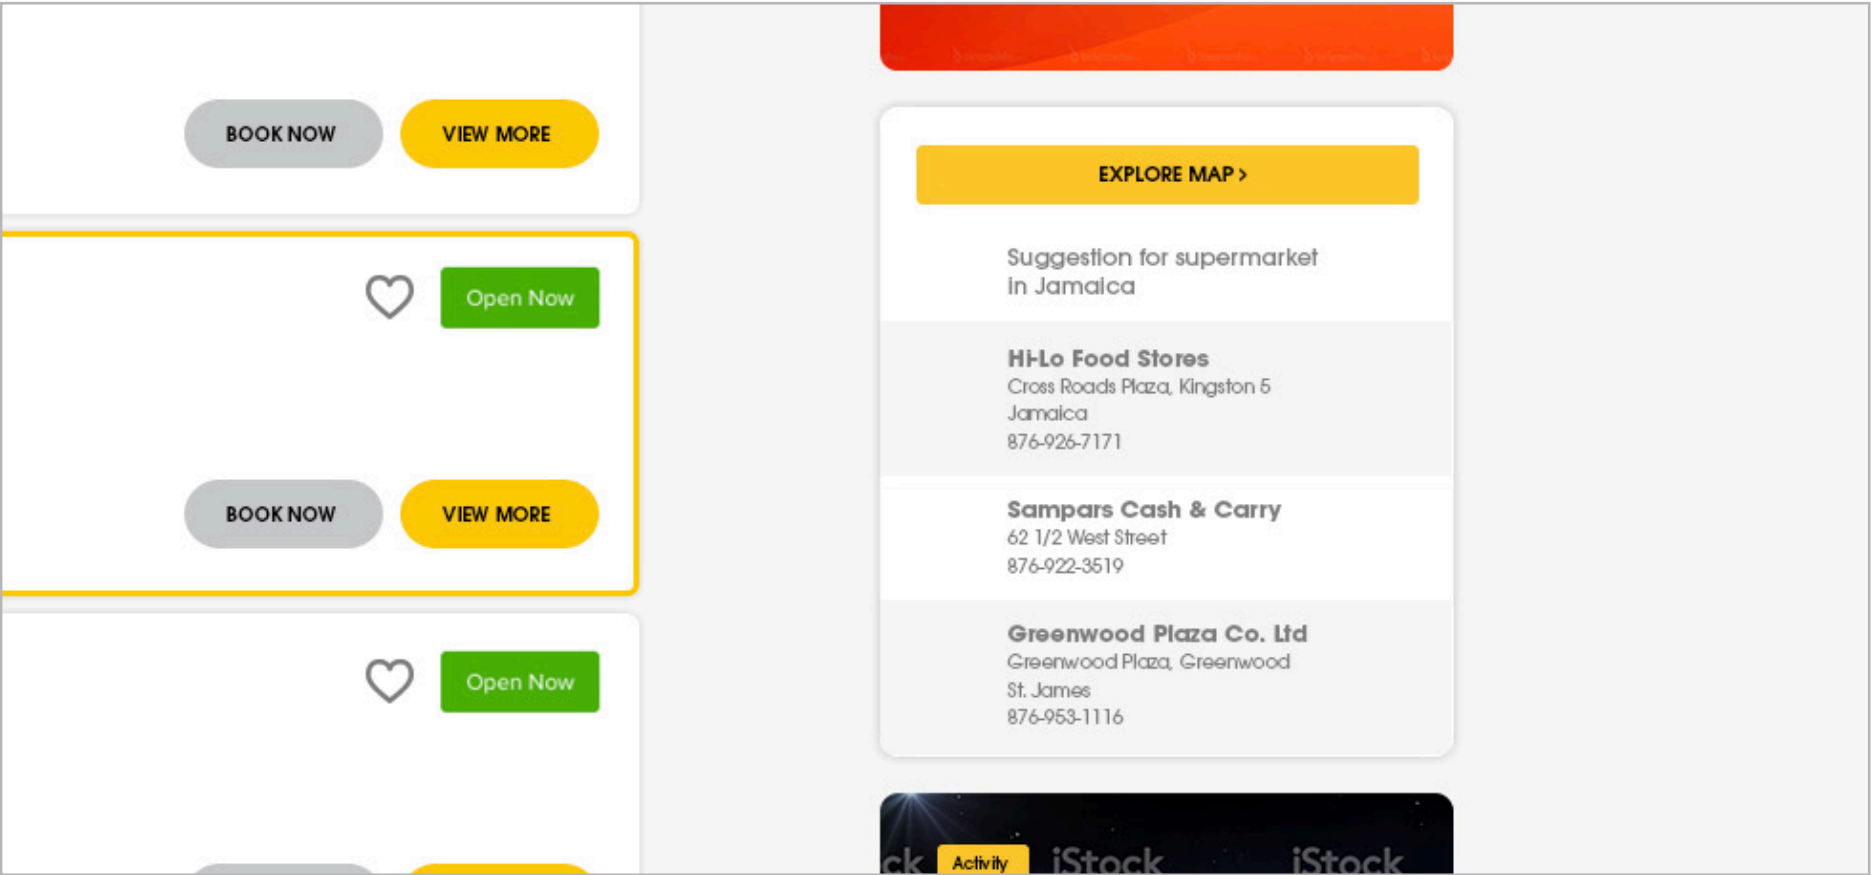 BOOK NOW
VIEW MORE
Open Now
BOOK NOW
VIEW MORE
Open Now
EXPLORE MAP >
Suggestion for supermarket
in Jamaica
Hi-Lo Food Stores
Cross Roads Plaza, Kingston 5
Jamaica
876-926-7171
Sampars Cash & Carry
62 1/2 West Street
876-922-3519
Greenwood Plaza Co. Ltd
Greenwood Plaza, Greenwood
St. James
876-953-1116
ck
Activity
iStock
iStock